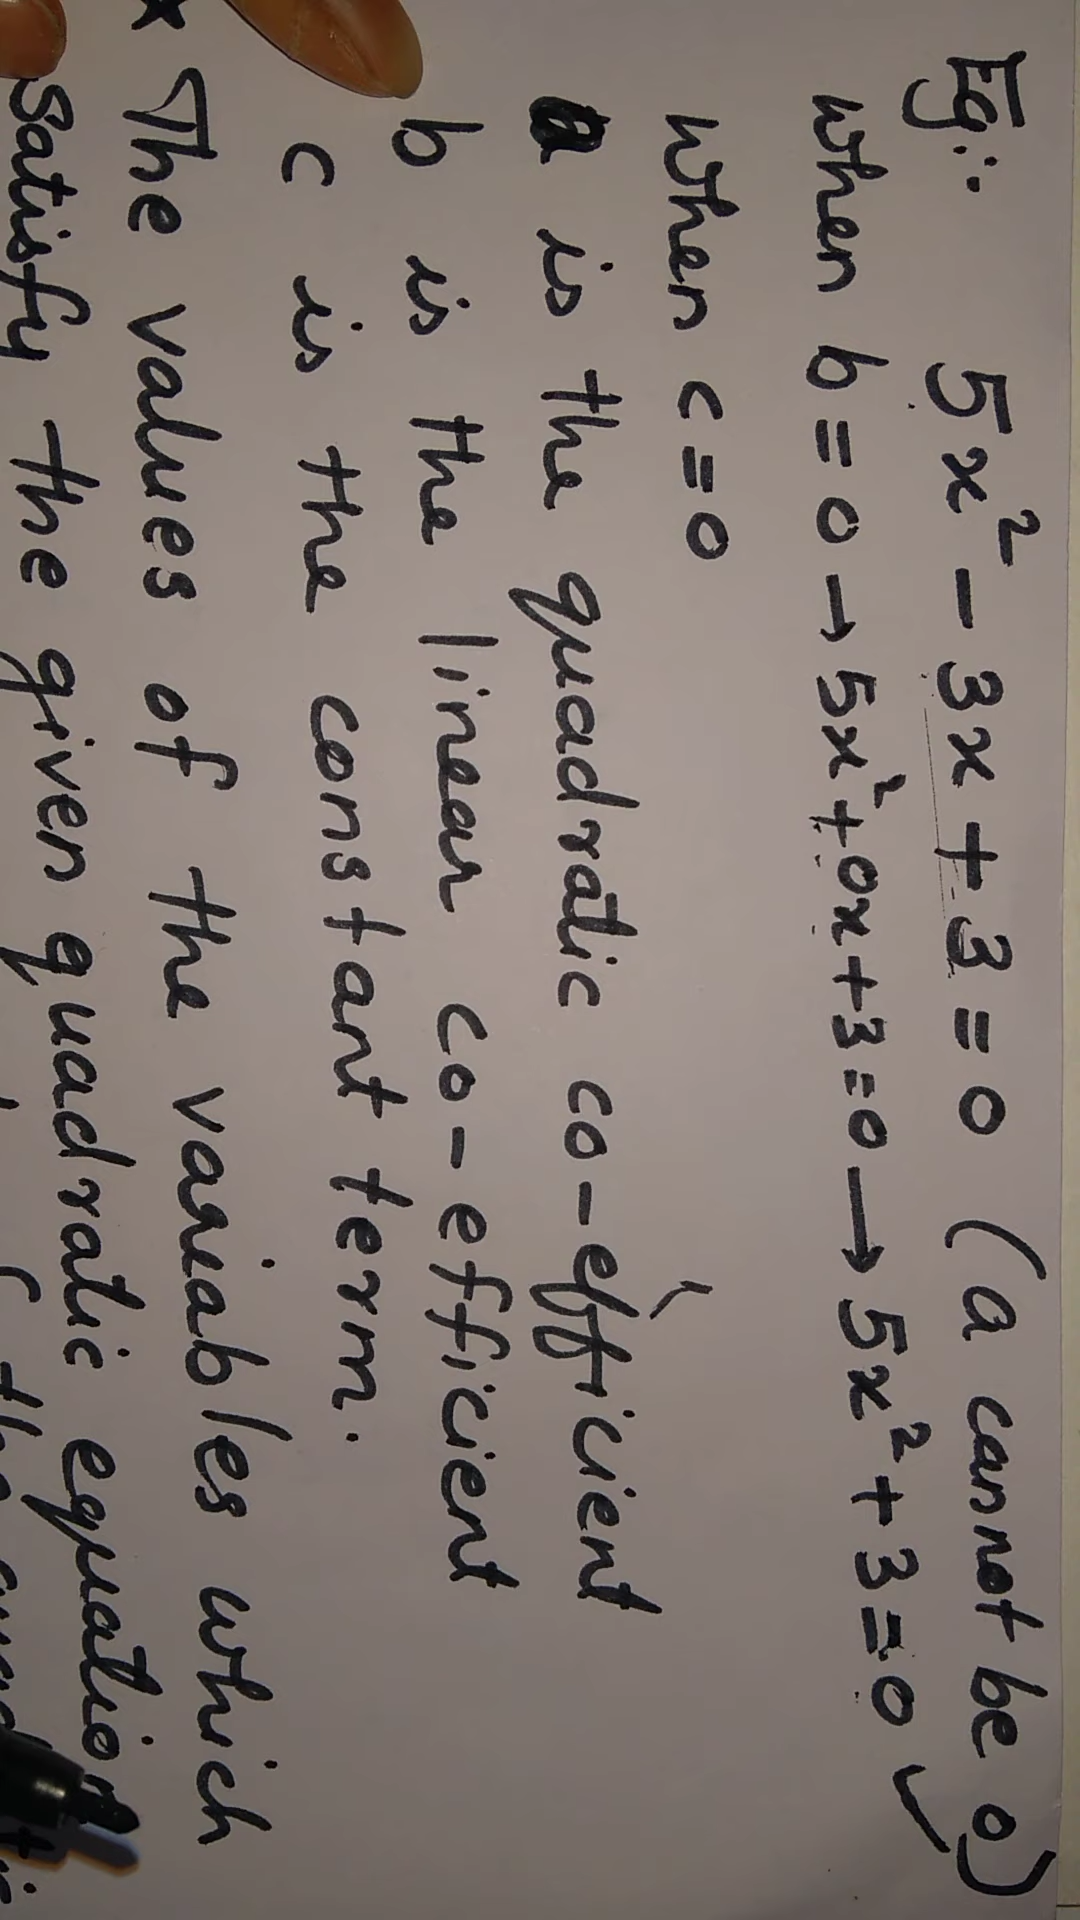 Eg:- 5x² - 3x + 3 = 0 (a cannot be 0)
when b = 0 → 5x² + 0x + 3 = 0 → 5x² + 3 = 0 ✓
when c = 0
a is the quadratic co-efficient
b is the linear co-efficient
c is the constant term.
* The values of the variables which
satisfy the given quadratic equation